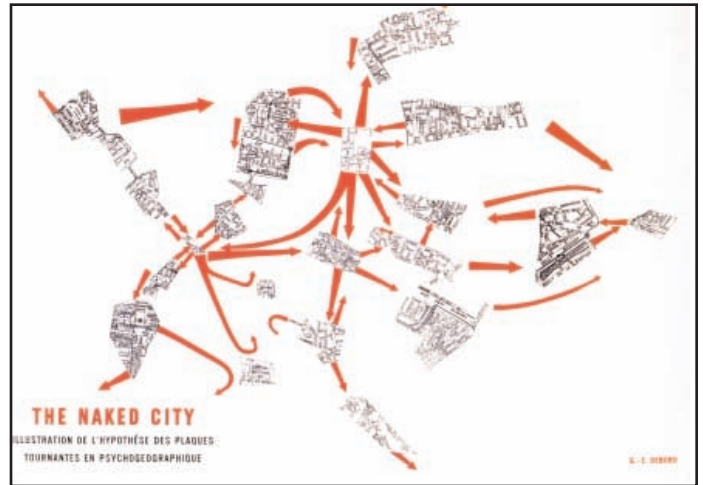 THE NAKED CITY
ILLUSTRATION DE L'HYPOTHÈSE DES PLAQUES
TOURNANTES EN PSYCHOGEOGRAPHIQUE
G.-E. DEBORD